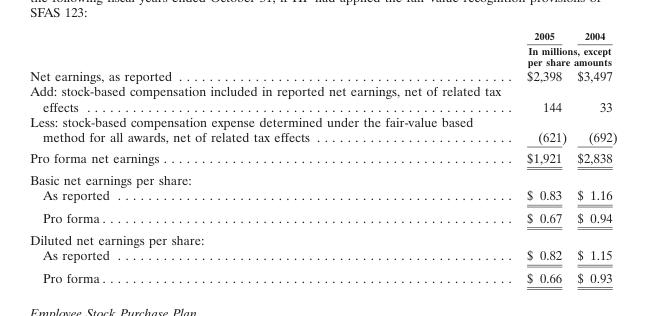 SFAS 123:
2005 2004
In millions, except
per share amounts
Net earnings, as reported $2,398 $3,497
Add: stock-based compensation included in reported net earnings, net of related tax
effects 144 33
Less: stock-based compensation expense determined under the fair-value based
method for all awards, net of related tax effects (621) (692)
Pro forma net earnings $1,921 $2,838
Basic net earnings per share:
As reported $ 0.83 $ 1.16
Pro forma $ 0.67 $ 0.94
Diluted net earnings per share:
As reported $ 0.82 $ 1.15
Pro forma $ 0.66 $ 0.93
Employee Stock Purchase Plan